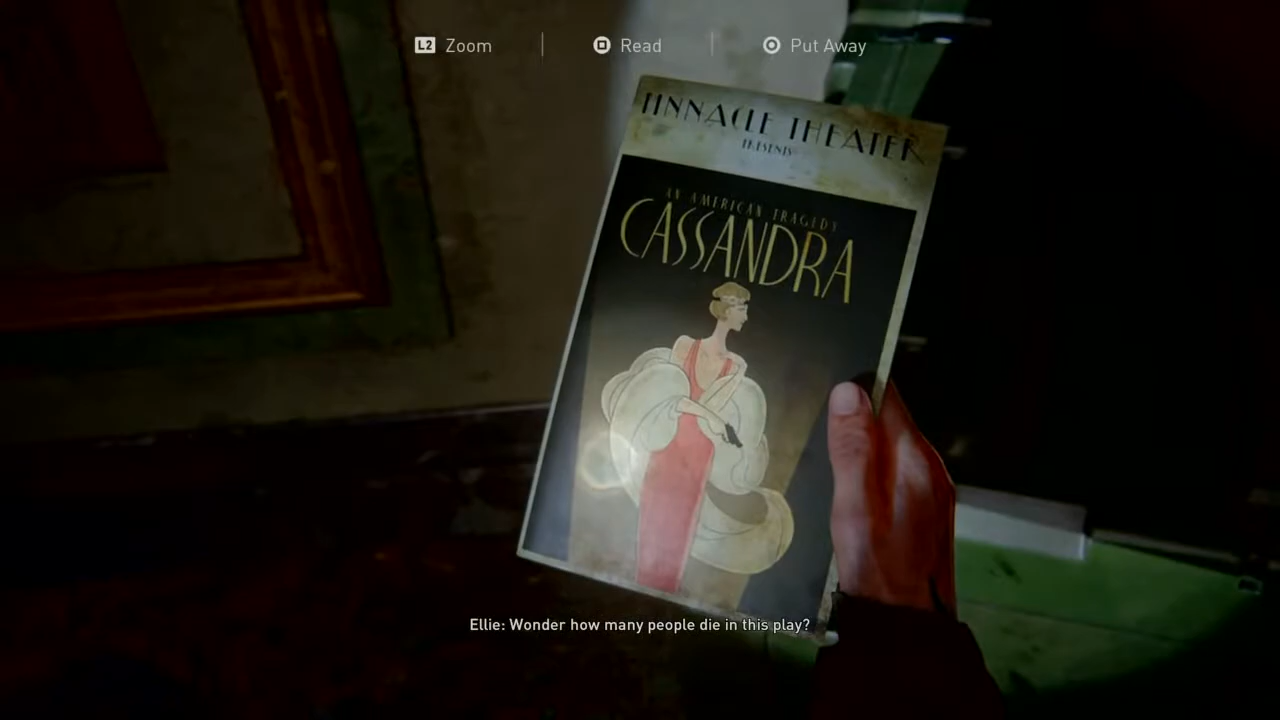 L2 Zoom Read Put Away
PINNACLE THEATER
PRESENTS
AN AMERICAN TRAGEDY
CASSANDRA
Ellie: Wonder how many people die in this play?